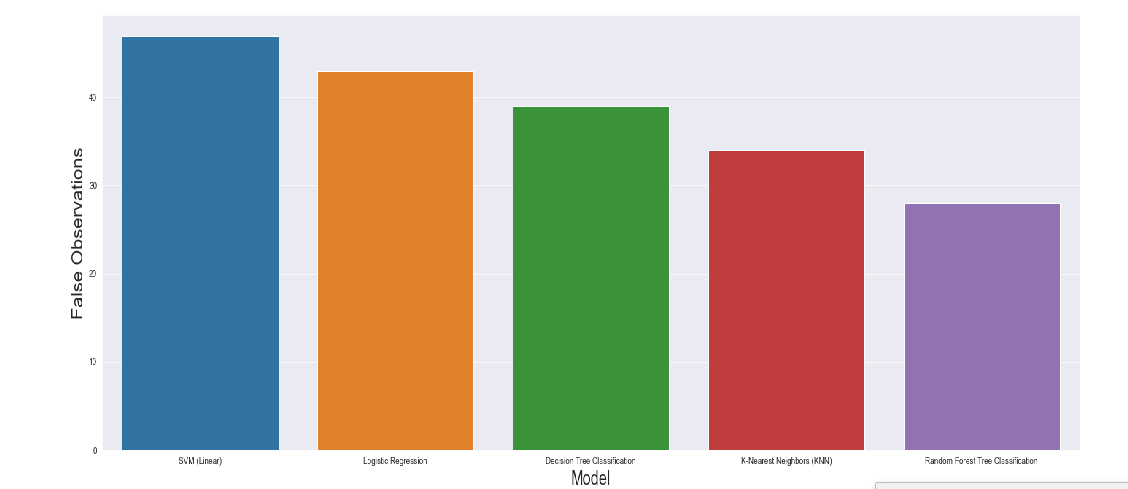 False Observations
40
30
20
10
0
SVM (Linear) Logistic Regression Decision Tree Classification K-Nearest Neighbors (KNN) Random Forest Tree Classification
Model